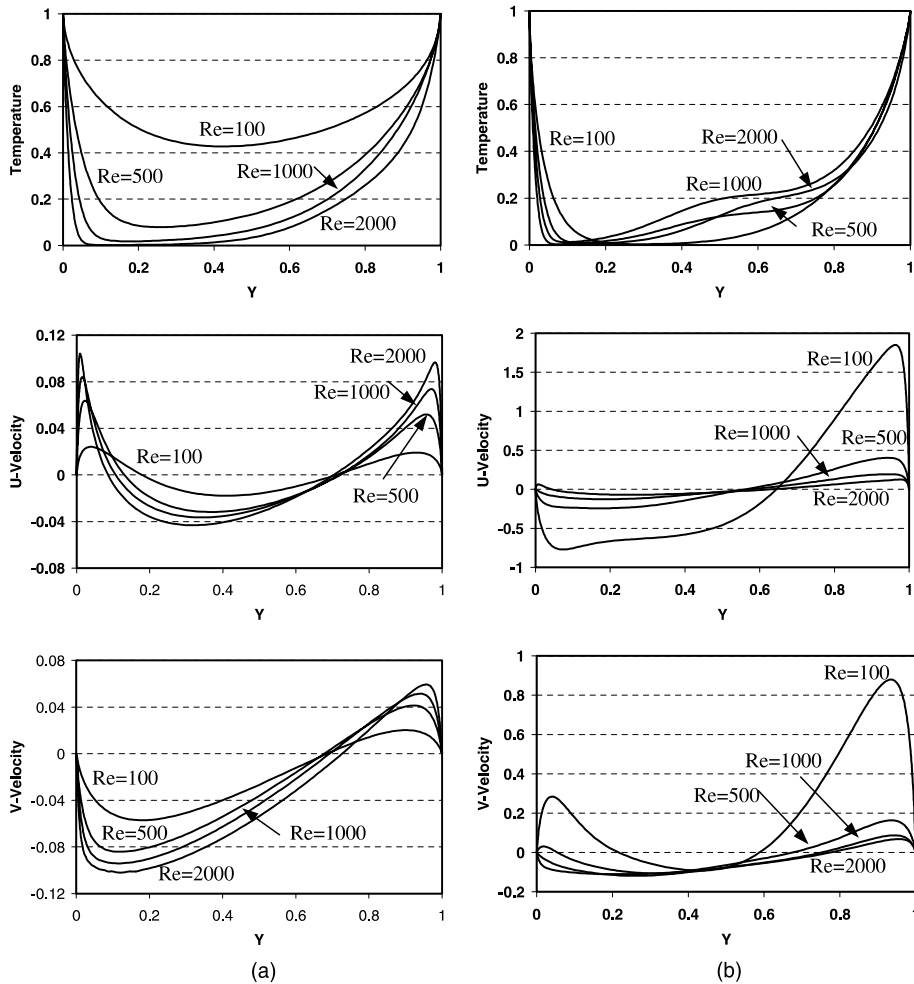 1
0.8
0.6
0.4
0.2
0
Temperature
Re=100
Re=500
Re=1000
Re=2000
0 0.2 0.4 0.6 0.8 1
Y
1
0.8
0.6
0.4
0.2
0
Temperature
Re=100
Re=2000
Re=1000
Re=500
0 0.2 0.4 0.6 0.8 1
Y
0.12
0.08
0.04
0
-0.04
-0.08
U-Velocity
Re=2000
Re=1000
Re=100
Re=500
0 0.2 0.4 0.6 0.8 1
Y
2
1.5
1
0.5
0
-0.5
-1
U-Velocity
Re=100
Re=1000
Re=500
Re=2000
0 0.2 0.4 0.6 0.8 1
Y
0.08
0.04
0
-0.04
-0.08
-0.12
V-Velocity
Re=100
Re=500
Re=1000
Re=2000
0 0.2 0.4 0.6 0.8 1
Y
1
0.8
0.6
0.4
0.2
0
-0.2
V-Velocity
Re=100
Re=1000
Re=500
Re=2000
0 0.2 0.4 0.6 0.8 1
Y
(a)
(b)